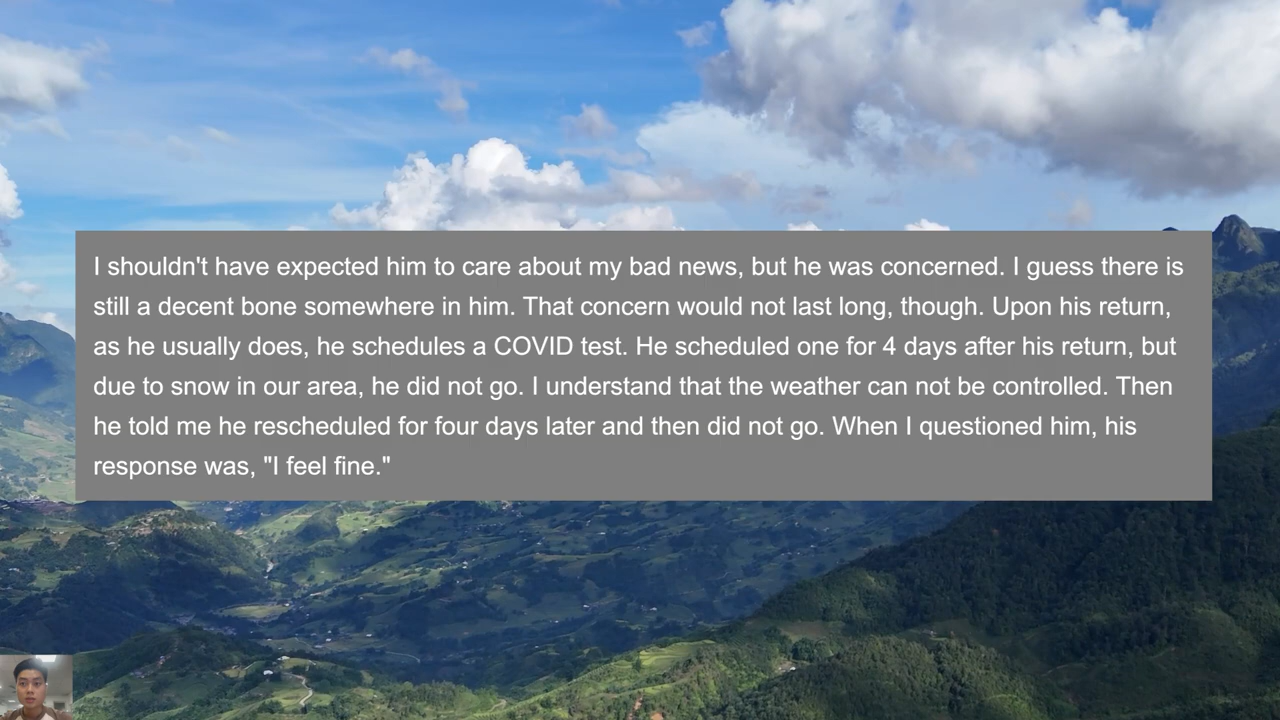 I shouldn't have expected him to care about my bad news, but he was concerned. I guess there is
still a decent bone somewhere in him. That concern would not last long, though. Upon his return,
as he usually does, he schedules a COVID test. He scheduled one for 4 days after his return, but
due to snow in our area, he did not go. I understand that the weather can not be controlled. Then
he told me he rescheduled for four days later and then did not go. When I questioned him, his
response was, "I feel fine."